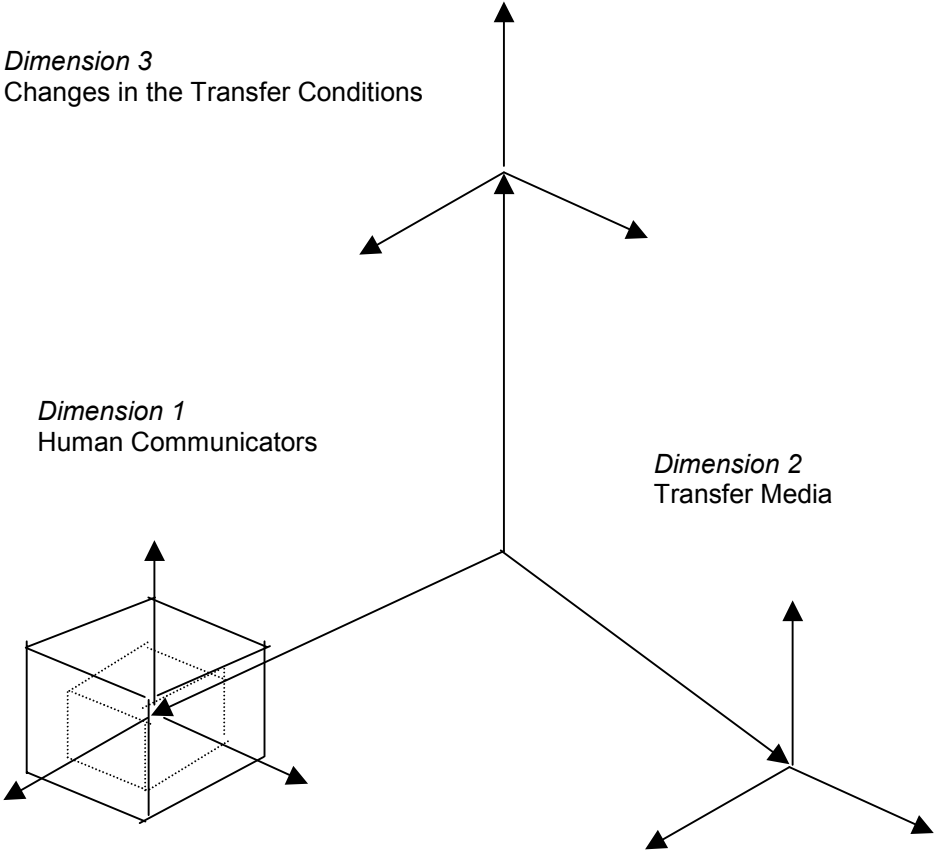 Dimension 3
Changes in the Transfer Conditions
Dimension 1
Human Communicators
Dimension 2
Transfer Media